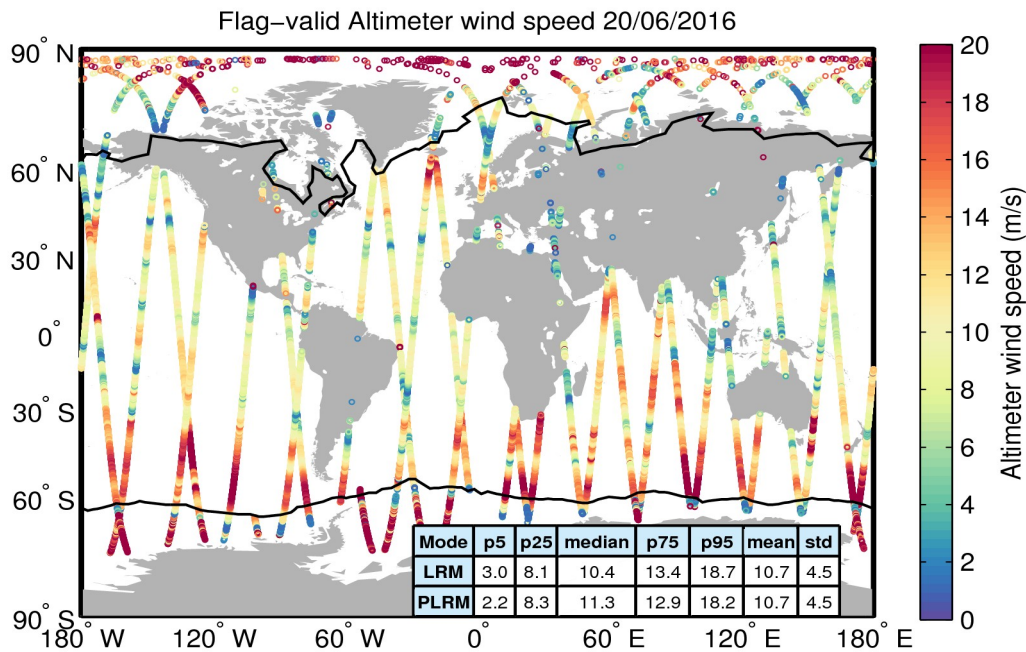 Flag−valid Altimeter wind speed 20/06/2016
90° N
60° N
30° N
0°
30° S
60° S
90° S
180° W
120° W
60° W
0°
60° E
120° E
180° E
Mode p5 p25 median p75 p95 mean std
LRM 3.0 8.1 10.4 13.4 18.7 10.7 4.5
PLRM 2.2 8.3 11.3 12.9 18.2 10.7 4.5
20
18
16
14
12
10
8
6
4
2
0
Altimeter wind speed (m/s)